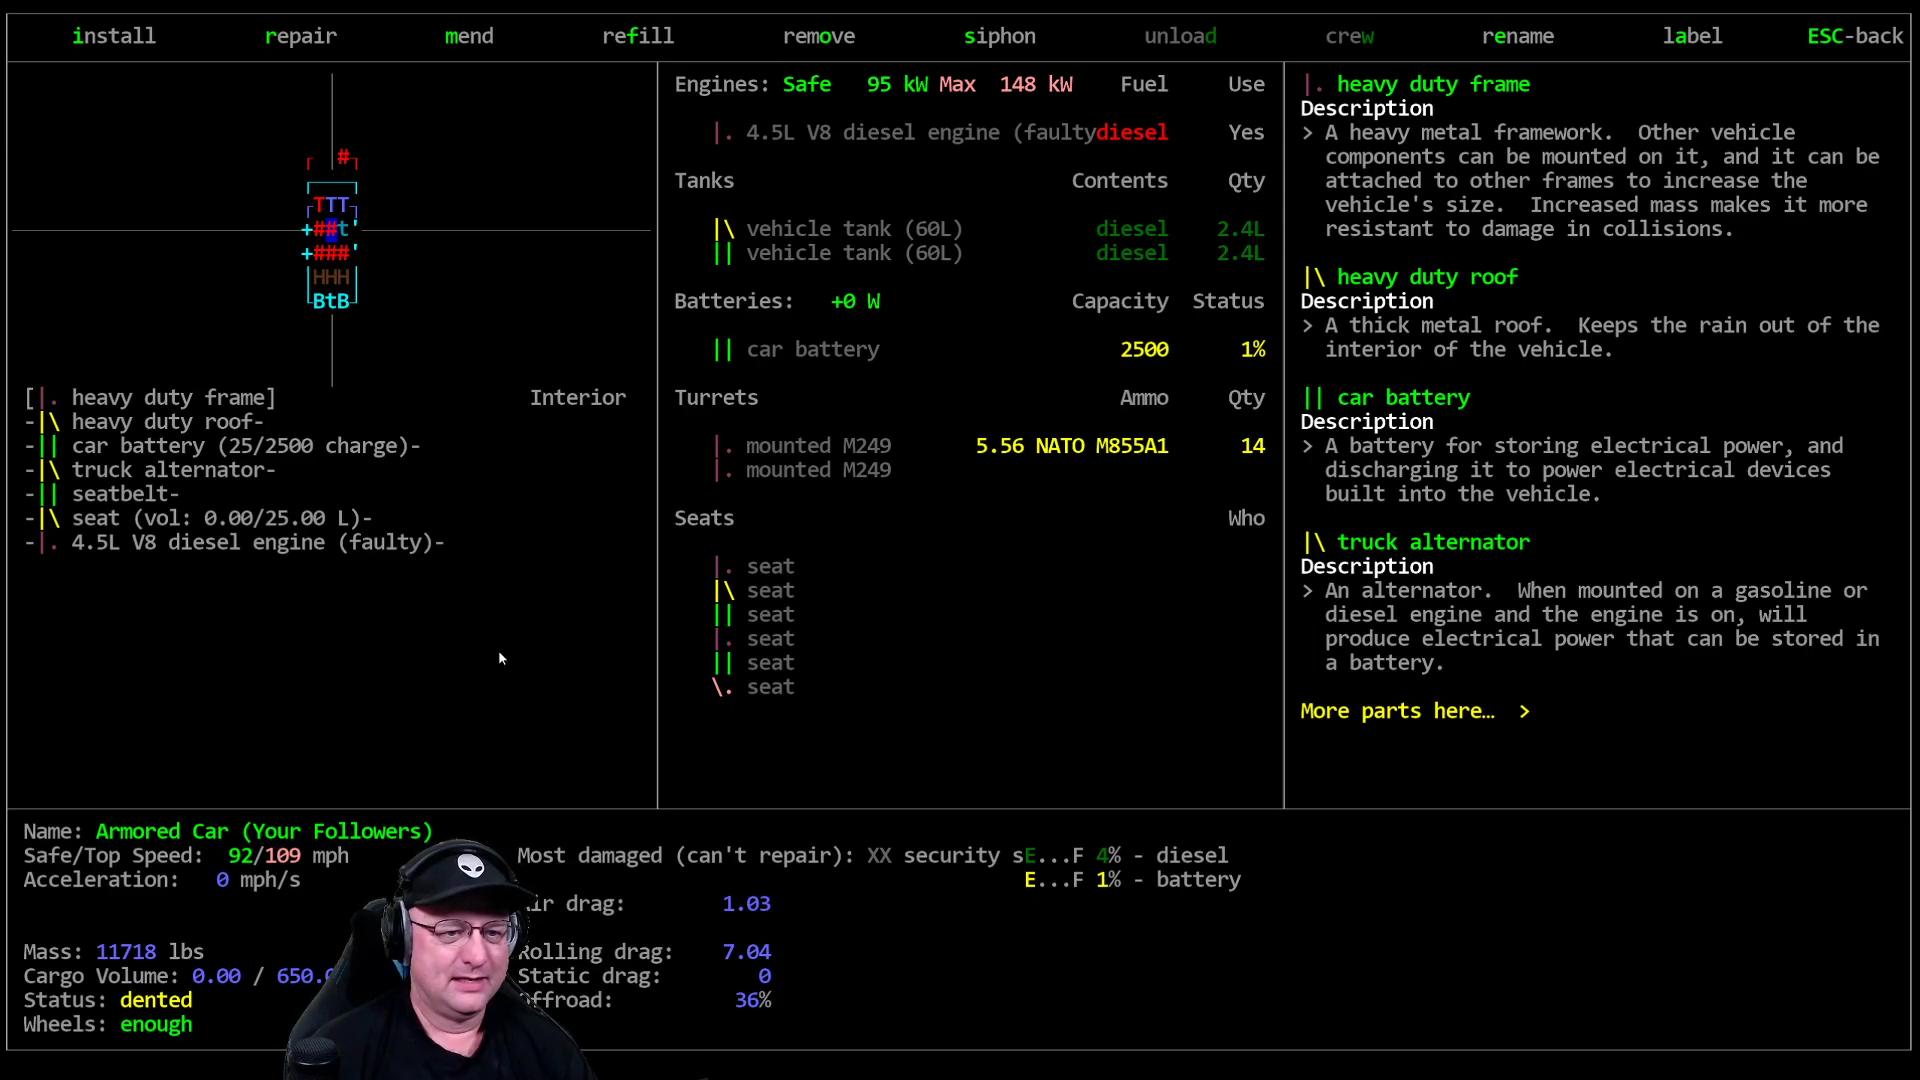 install repair mend refill remove siphon unload crew rename label ESC-back
Engines: Safe 95 kW Max 148 kW Fuel Use
|. 4.5L V8 diesel engine (faultydiesel Yes
Tanks Contents Qty
|\ vehicle tank (60L) diesel 2.4L
|| vehicle tank (60L) diesel 2.4L
Batteries: +0 W Capacity Status
|| car battery 2500 1%
Turrets Ammo Qty
|. mounted M249 5.56 NATO M855A1 14
|. mounted M249
Seats Who
|. seat
|\ seat
|| seat
|. seat
|| seat
\. seat
#
TTT
+##t'
+###'
HHH
BtB
[|. heavy duty frame] Interior
-|\ heavy duty roof-
-|| car battery (25/2500 charge)-
-|\ truck alternator-
-|| seatbelt-
-|\ seat (vol: 0.00/25.00 L)-
-|. 4.5L V8 diesel engine (faulty)-
|. heavy duty frame
Description
> A heavy metal framework. Other vehicle
components can be mounted on it, and it can be
attached to other frames to increase the
vehicle's size. Increased mass makes it more
resistant to damage in collisions.
|\ heavy duty roof
Description
> A thick metal roof. Keeps the rain out of the
interior of the vehicle.
|| car battery
Description
> A battery for storing electrical power, and
discharging it to power electrical devices
built into the vehicle.
|\ truck alternator
Description
> An alternator. When mounted on a gasoline or
diesel engine and the engine is on, will
produce electrical power that can be stored in
a battery.
More parts here… >
Name: Armored Car (Your Followers)
Safe/Top Speed: 92/109 mph
Acceleration: 0 mph/s
Mass: 11718 lbs
Cargo Volume: 0.00 / 650.
Status: dented
Wheels: enough
Most damaged (can't repair): XX security sE...F 4% - diesel
E...F 1% - battery
drag: 1.03
Rolling drag: 7.04
Static drag: 0
Offroad: 36%